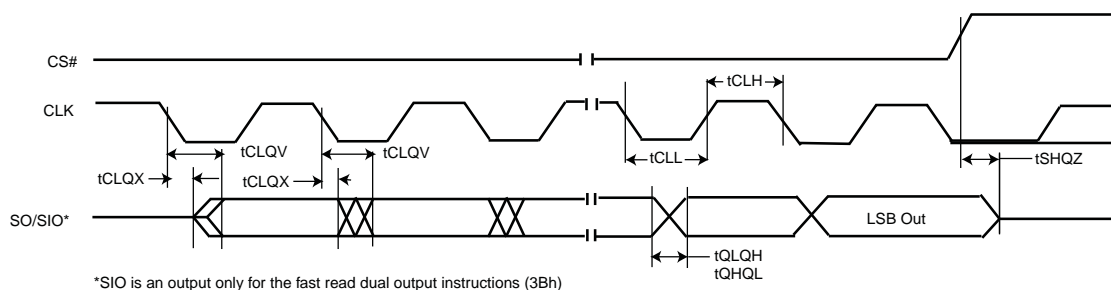 CS#
tCLH
CLK
tCLQV
tCLQV
tCLL
tSHQZ
tCLQX
tCLQX
SO/SIO*
LSB Out
tQLQH
tQHQL
*SIO is an output only for the fast read dual output instructions (3Bh)